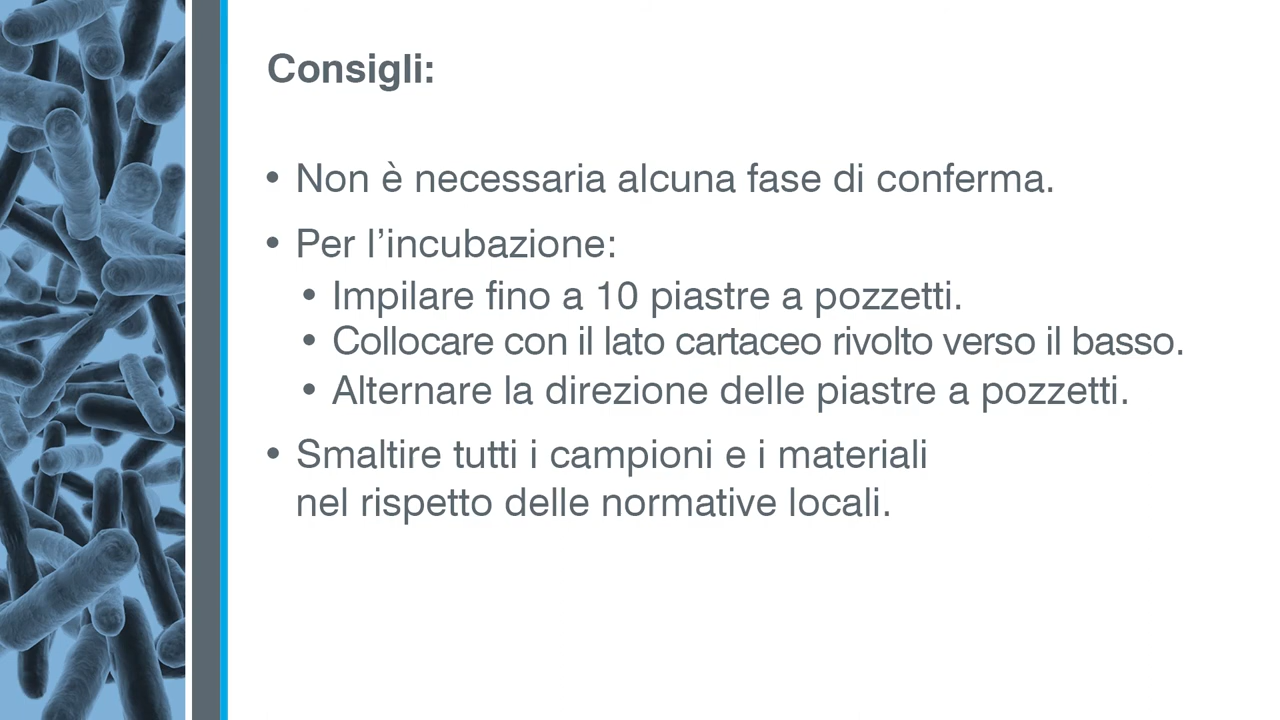 Consigli:
• Non è necessaria alcuna fase di conferma.
• Per l’incubazione:
• Impilare fino a 10 piastre a pozzetti.
• Collocare con il lato cartaceo rivolto verso il basso.
• Alternare la direzione delle piastre a pozzetti.
• Smaltire tutti i campioni e i materiali
nel rispetto delle normative locali.